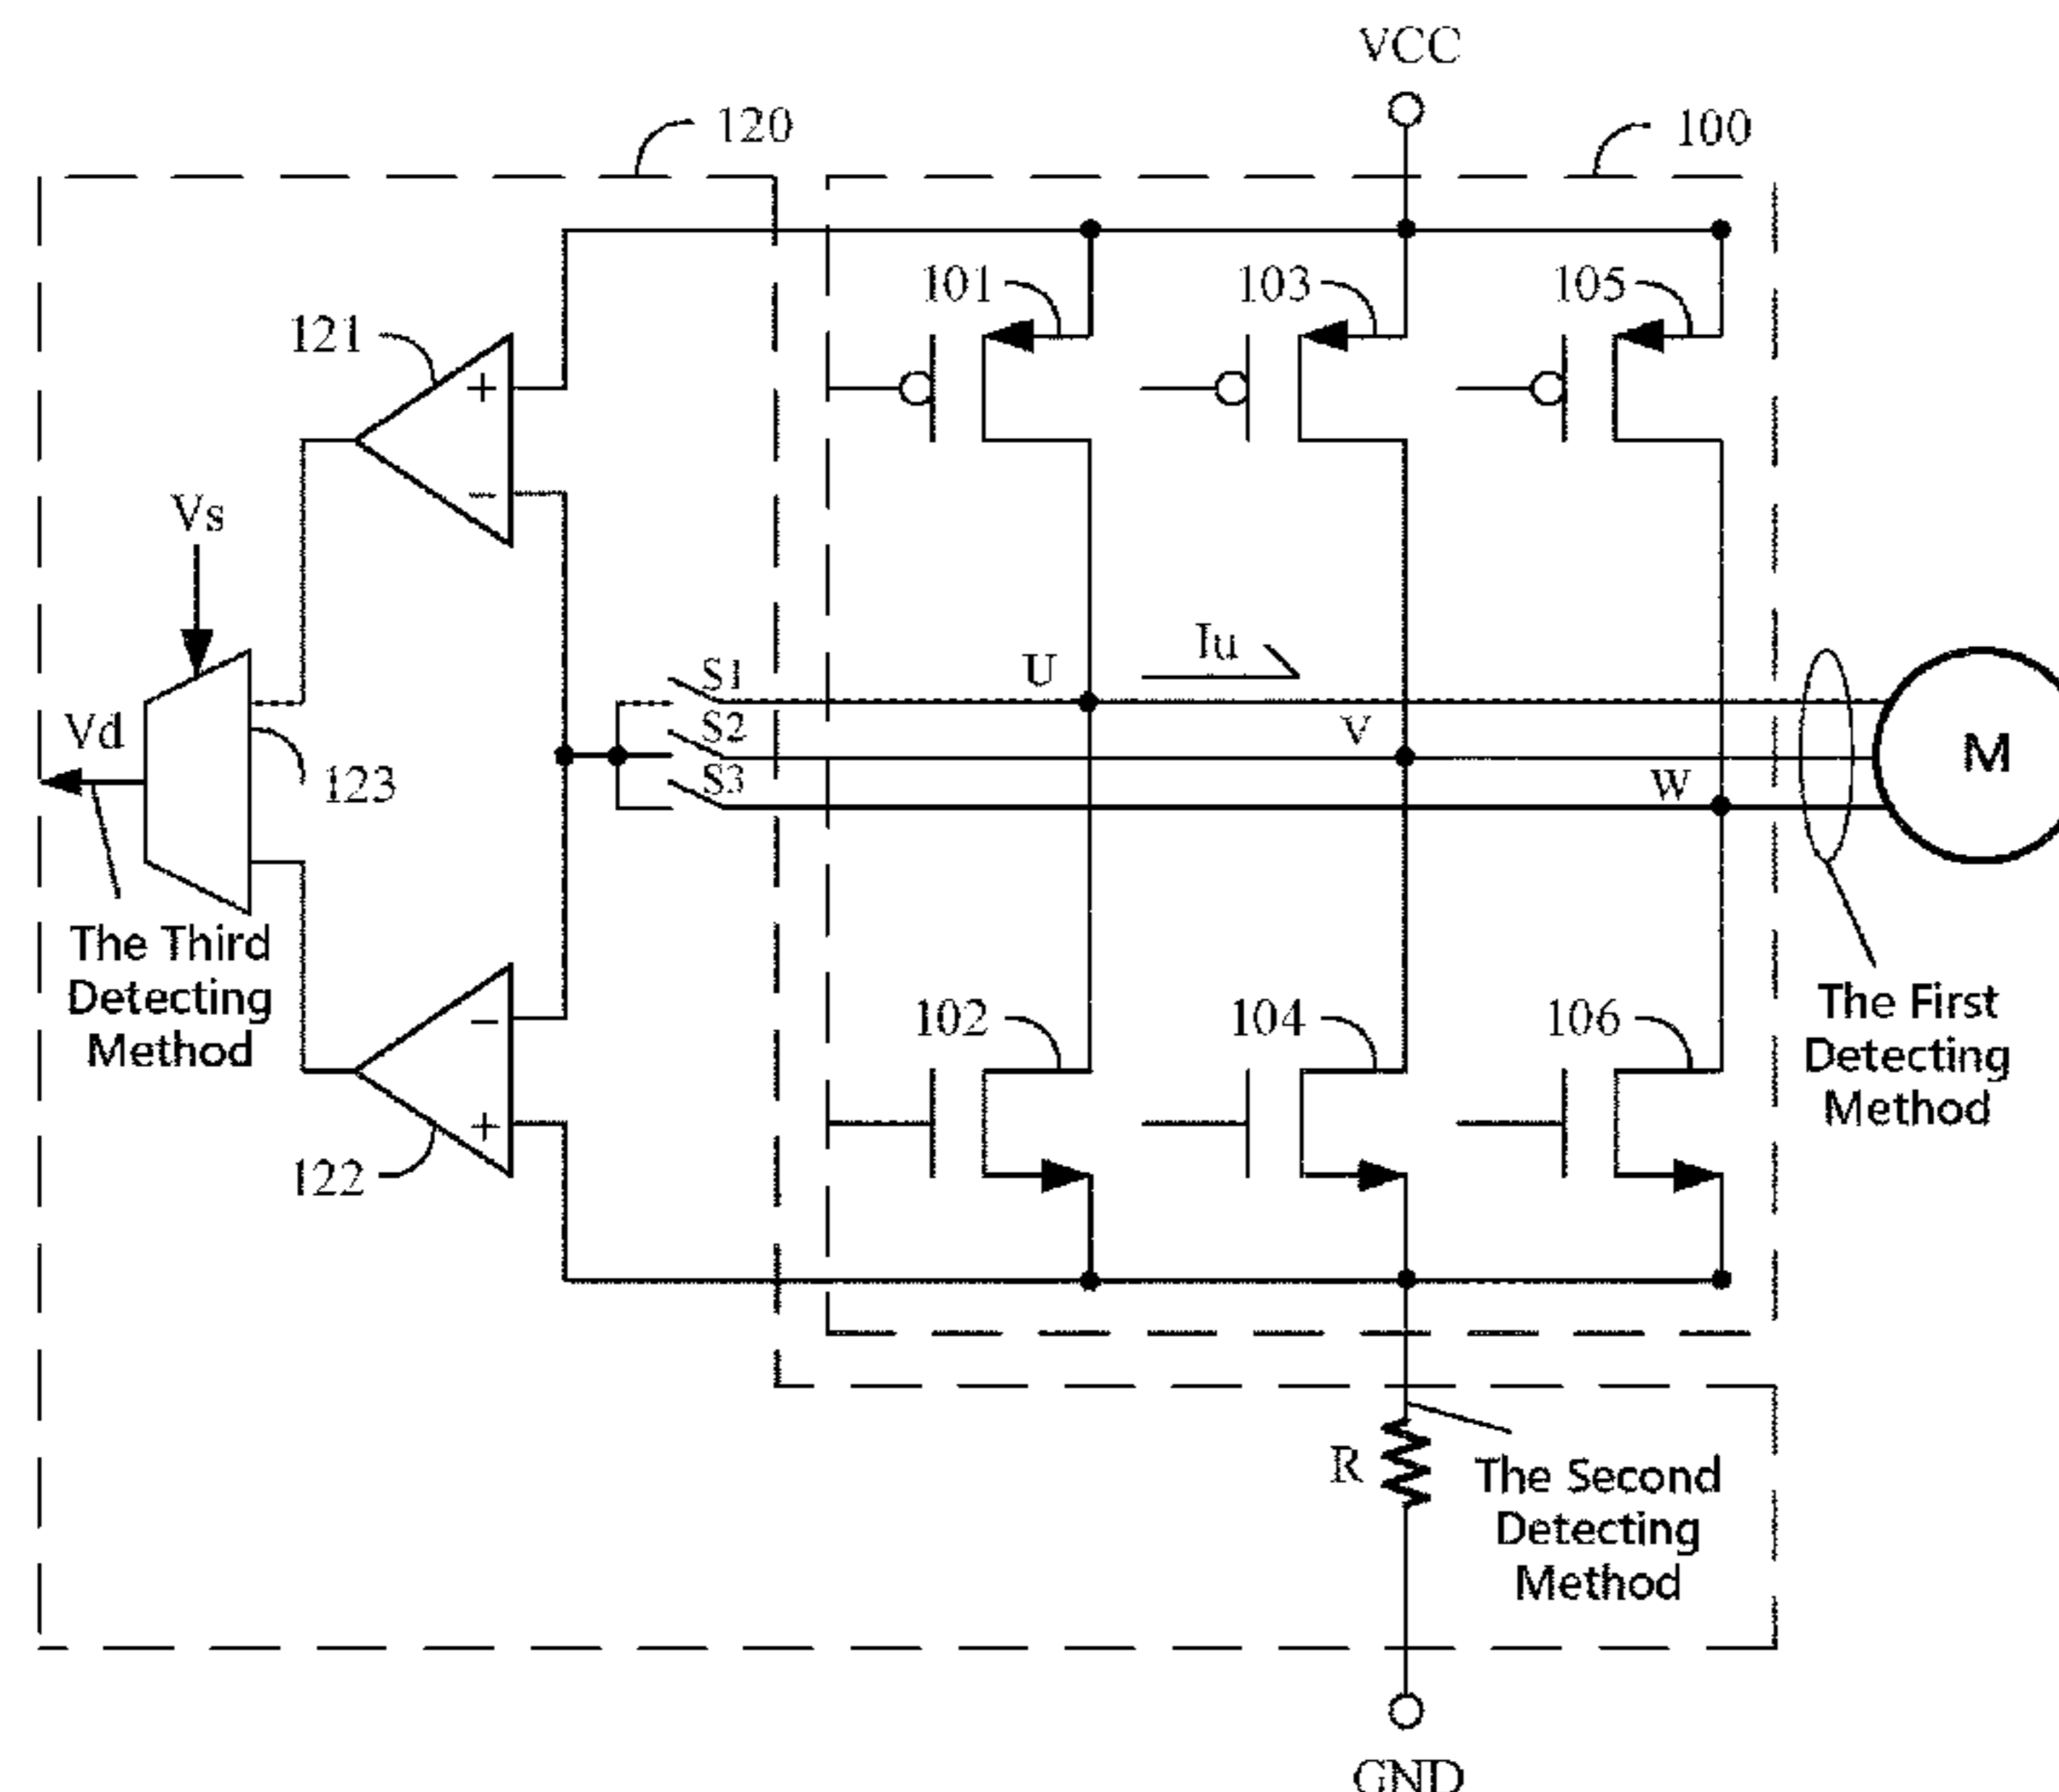 VCC
120
100
101
103
105
121
+
−
Vs
Iu
U
S1
S2
V
Vd
S3
W
M
123
The Third
Detecting
Method
The First
Detecting
Method
102
104
106
−
+
122
R
The Second
Detecting
Method
GND